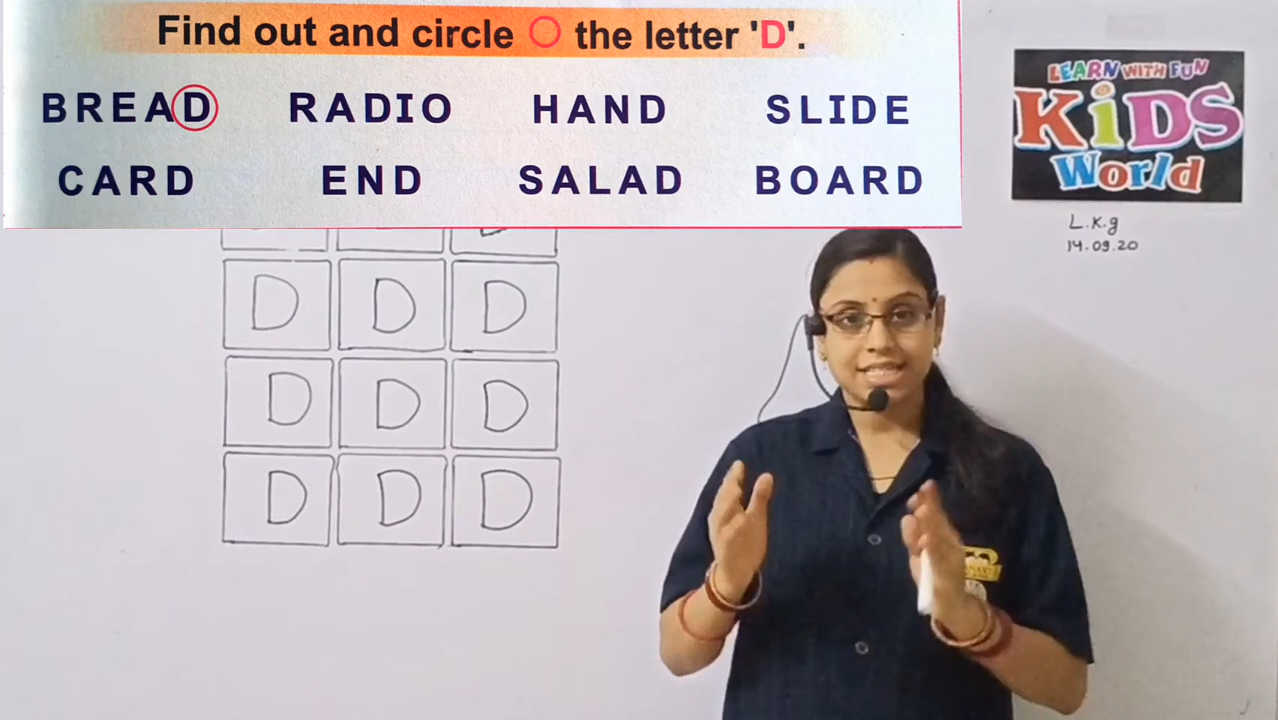 Find out and circle the letter 'D'.
BREAD RADIO HAND SLIDE
CARD END SALAD BOARD
LEARN WITH FUN
KiDS
World
L.K.g
14.09.20
D D D
D D D
D D D